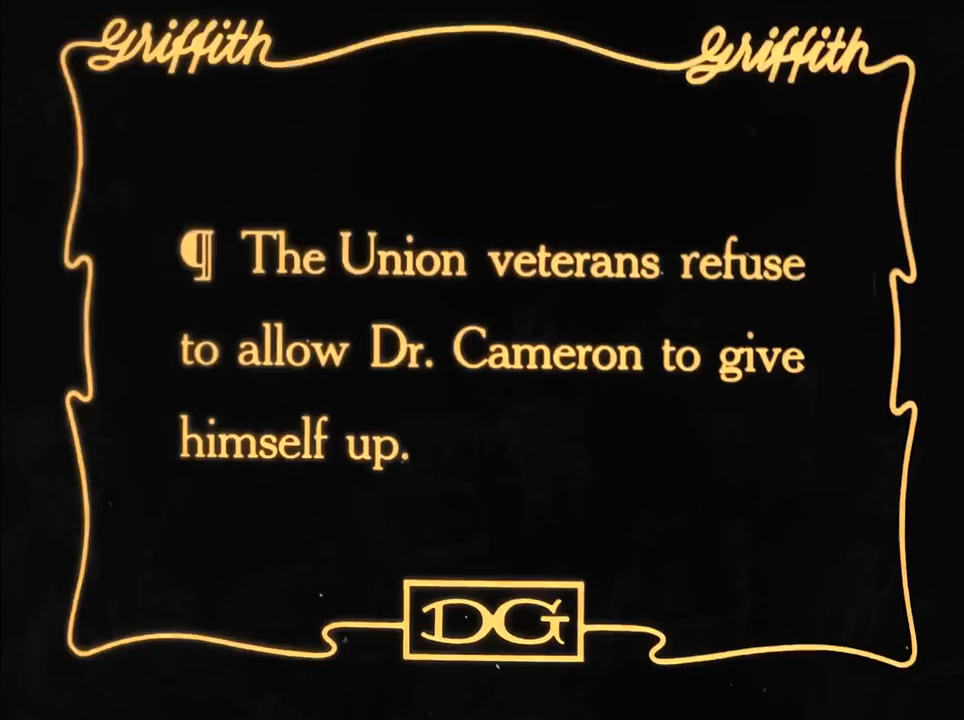 Griffith Griffith
¶ The Union veterans refuse
to allow Dr. Cameron to give
himself up.
DG